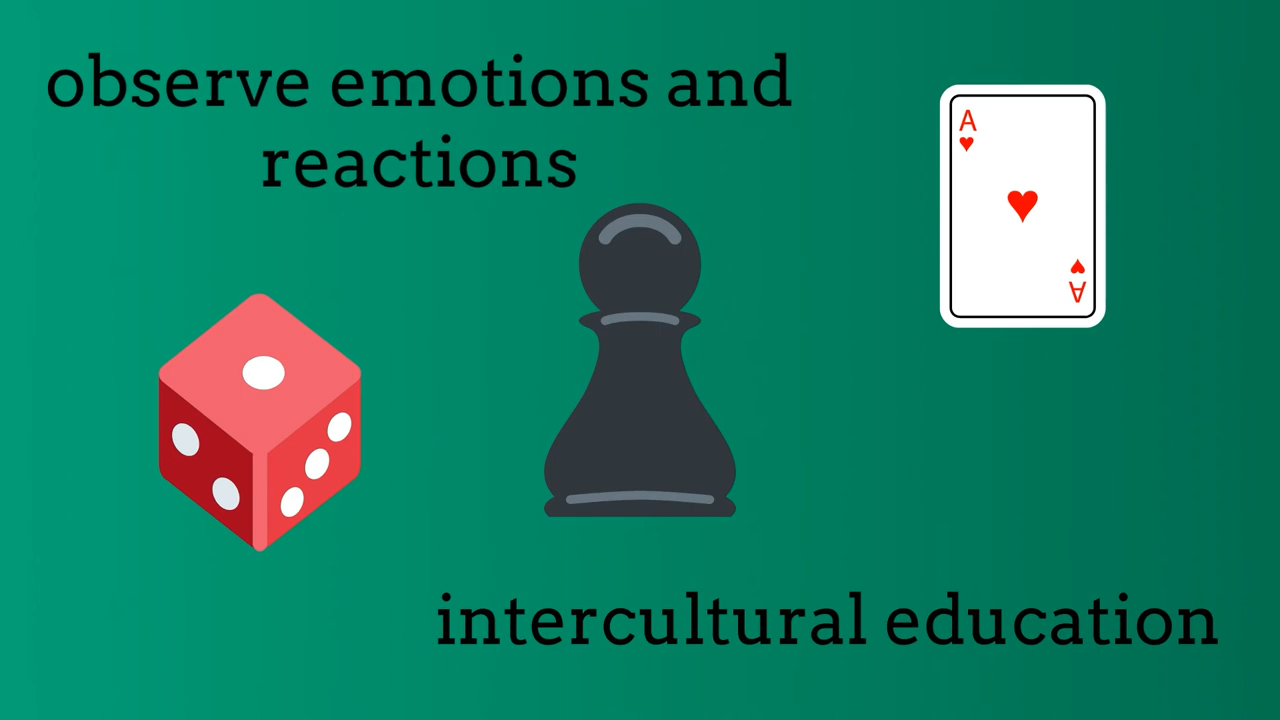 observe emotions and
reactions
A
A
intercultural education